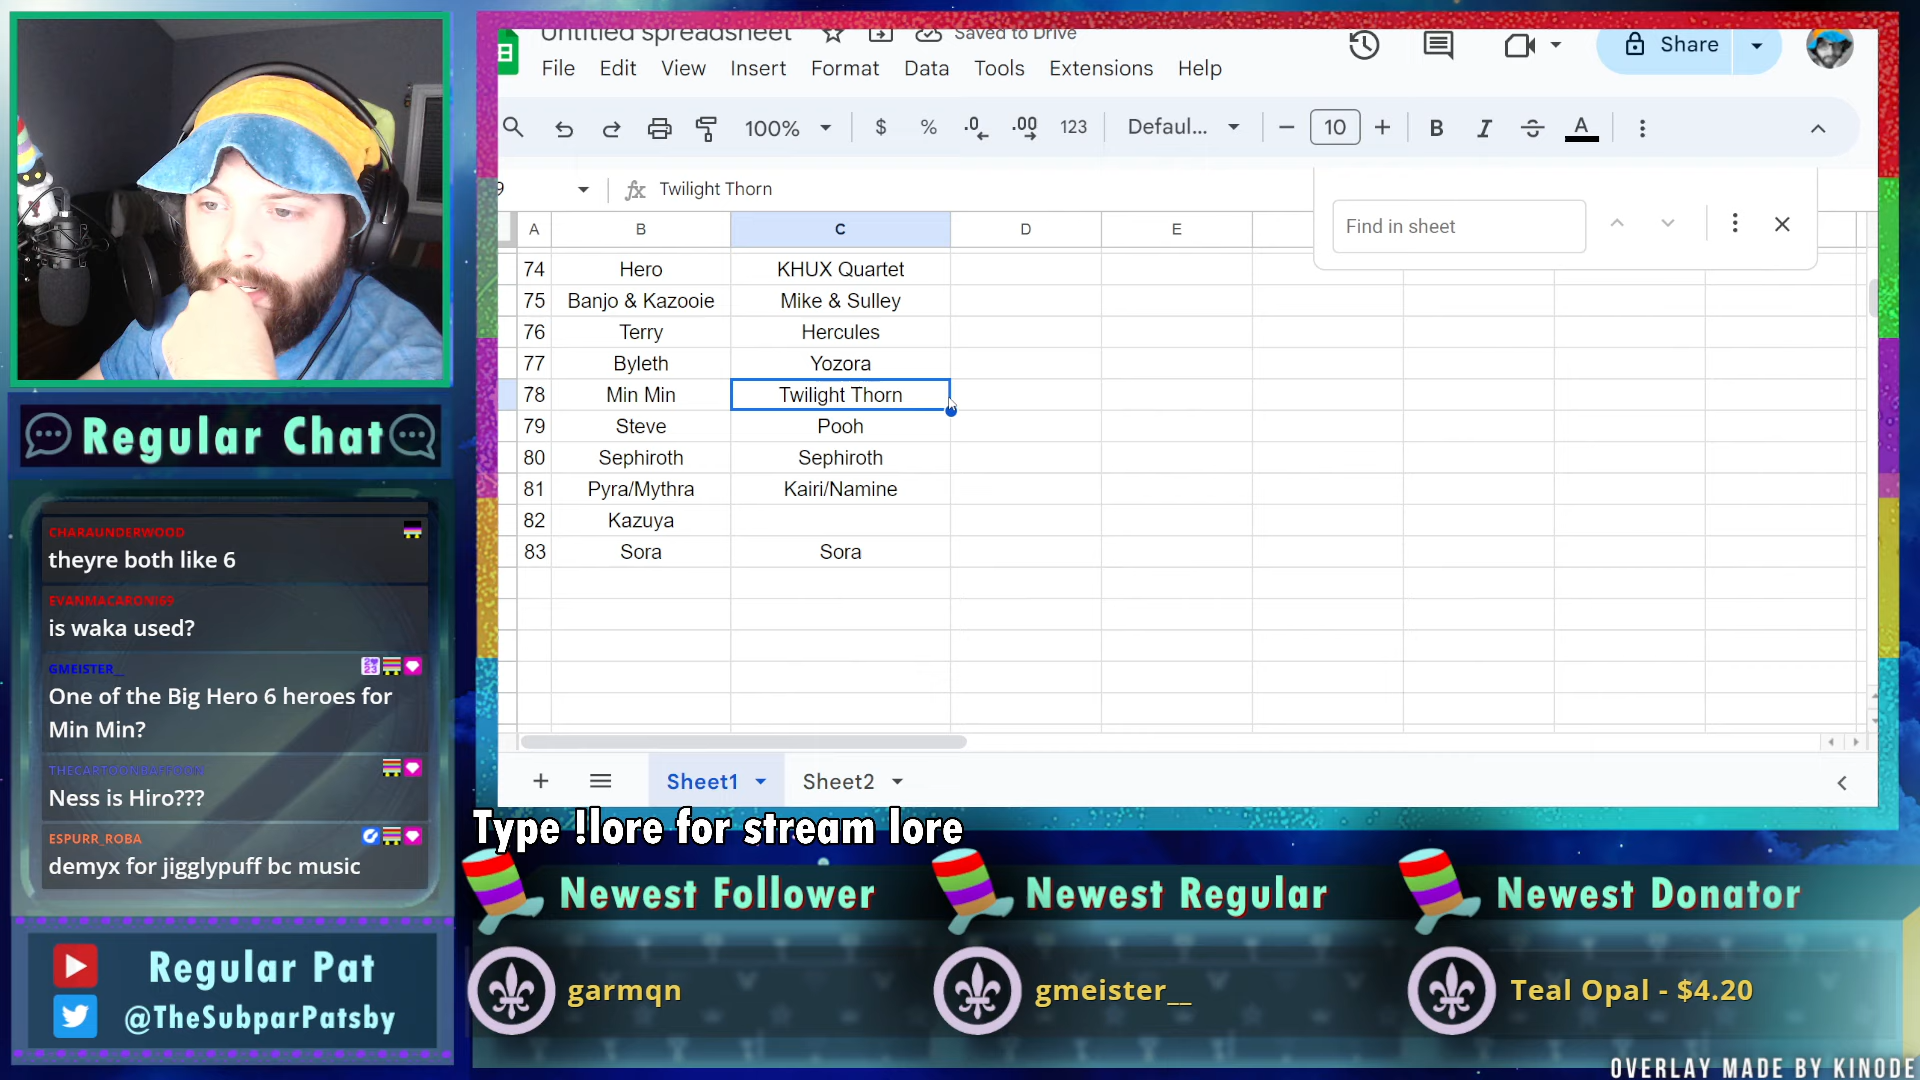 Untitled spreadsheet
Saved to Drive
File Edit View Insert Format Data Tools Extensions Help
Share
100% $ % .0 .00 123 Defaul... 10 B I S A
9
fx Twilight Thorn
Find in sheet
A B C D E
74 Hero KHUX Quartet
75 Banjo & Kazooie Mike & Sulley
76 Terry Hercules
77 Byleth Yozora
78 Min Min Twilight Thorn
79 Steve Pooh
80 Sephiroth Sephiroth
81 Pyra/Mythra Kairi/Namine
82 Kazuya
83 Sora Sora
Sheet1 Sheet2
Regular Chat
CHARAUNDERWOOD
theyre both like 6
EVANMACARONI69
is waka used?
GMEISTER__
One of the Big Hero 6 heroes for
Min Min?
THECARTOONBAFFOON
Ness is Hiro???
ESPURR_ROBA
demyx for jigglypuff bc music
Regular Pat
@TheSubparPatsby
Type !lore for stream lore
Newest Follower
garmqn
Newest Regular
gmeister__
Newest Donator
Teal Opal - $4.20
OVERLAY MADE BY KINODE